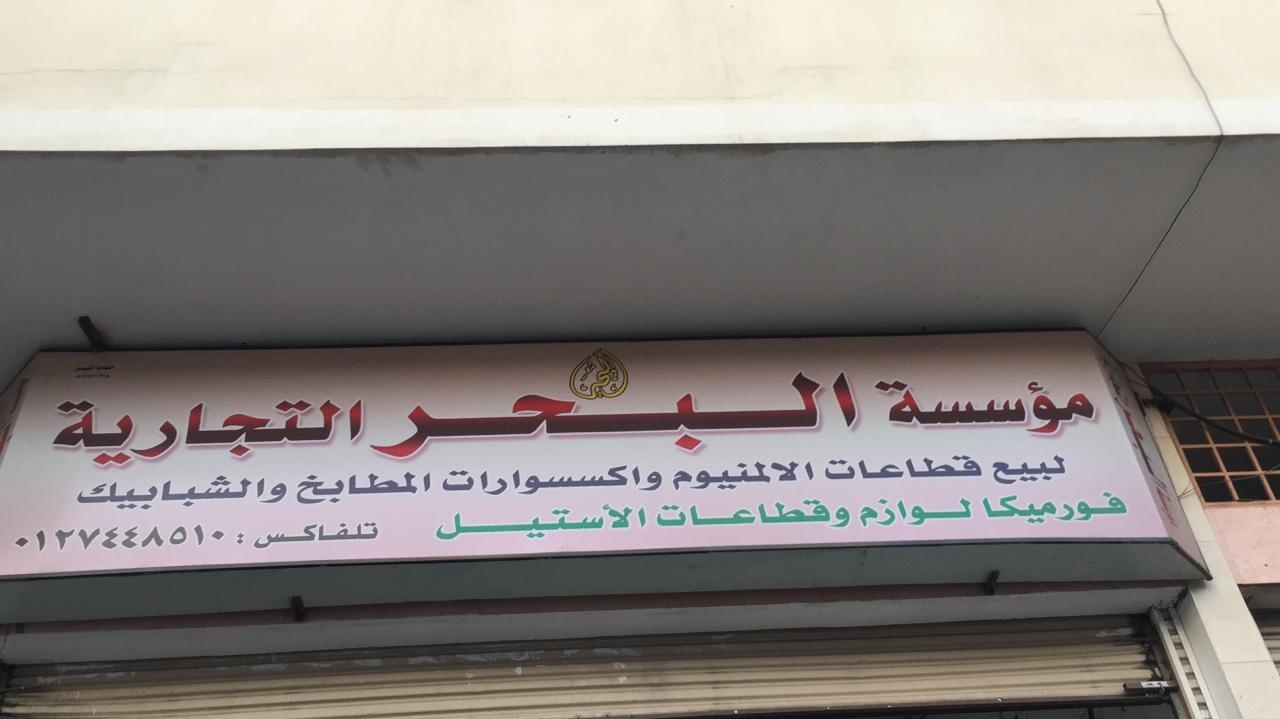 مؤسسة البحر التجارية
لبيع قطاعات الالمنيوم واكسسوارات المطابخ والشبابيك
فورميكا لوازم وقطاعات الأستيل
تلفاكس : ٠١٢٧٤٤٨٥١٠